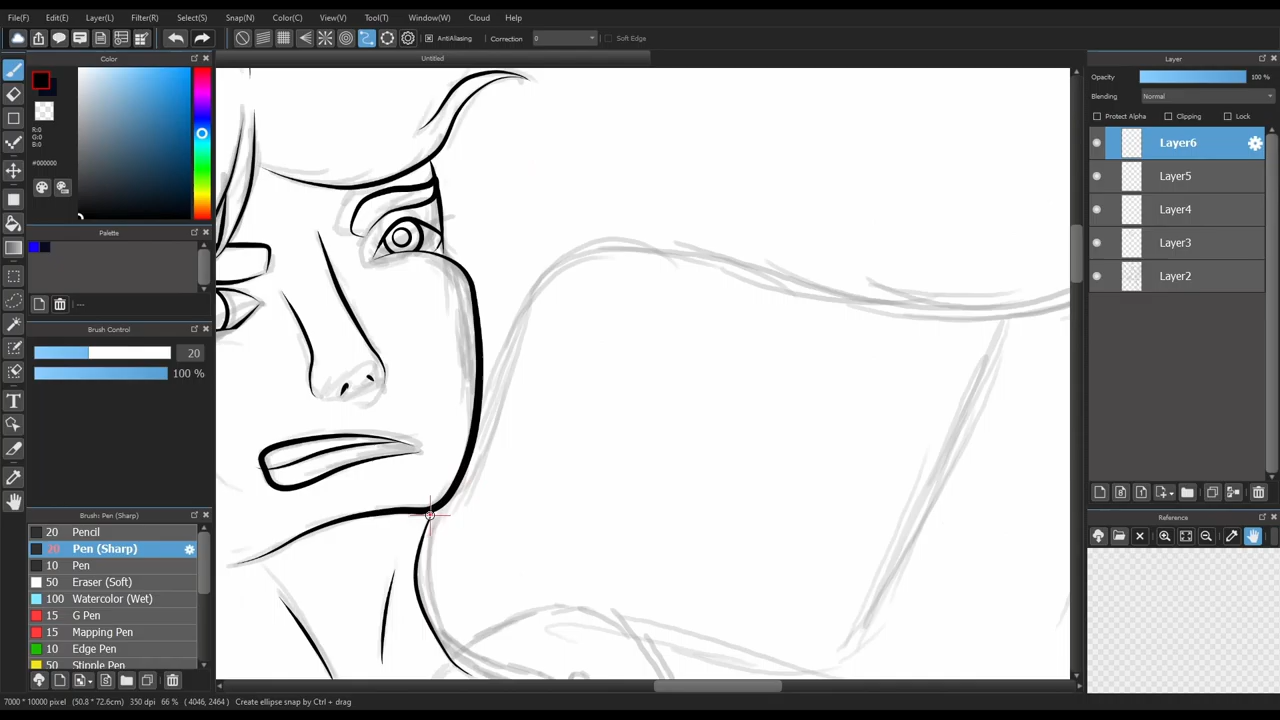 File(F) Edit(E) Layer(L) Filter(R) Select(S) Snap(N) Color(C) View(V) Tool(T) Window(W) Cloud Help
AntiAliasing Correction 0 Soft Edge
Color
Untitled
Layer
R:0
G:0
B:0
#000000
Opacity 100 %
Blending Normal
Protect Alpha Clipping Lock
Layer6
Layer5
Layer4
Layer3
Layer2
Palette
---
Brush Control
20
100 %
Brush: Pen (Sharp)
20 Pencil
20 Pen (Sharp)
10 Pen
50 Eraser (Soft)
100 Watercolor (Wet)
15 G Pen
15 Mapping Pen
10 Edge Pen
50 Stipple Pen
Reference
7000 * 10000 pixel (50.8 * 72.6cm) 350 dpi 66 % ( 4046, 2464 ) Create ellipse snap by Ctrl + drag